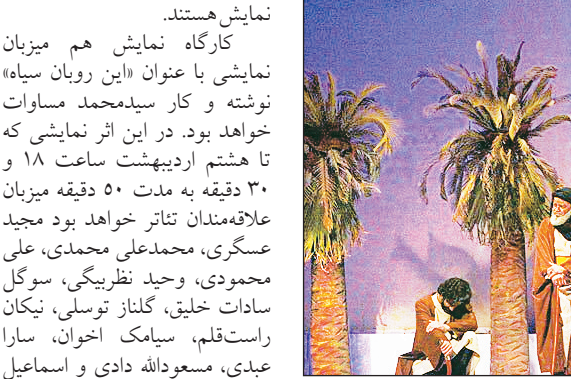 نمایش‌هستند.
کارگاه نمایش هم میزبان
نمایشی با عنوان «این روبان سیاه»
نوشته و کار سیدمحمد مساوات
خواهد بود. در این اثر نمایشی که
تا هشتم اردیبهشت ساعت ۱۸ و
۳۰ دقیقه به مدت ۵۰ دقیقه میزبان
علاقه‌مندان تئاتر خواهد بود مجید
عسگری، محمدعلی محمدی، علی
محمودی، وحید نظربیگی، سوگل
سادات خلیق، گلناز توسلی، نیکان
راست‌قلم، سیامک اخوان، سارا
عبدی، مسعودالله دادی و اسماعیل